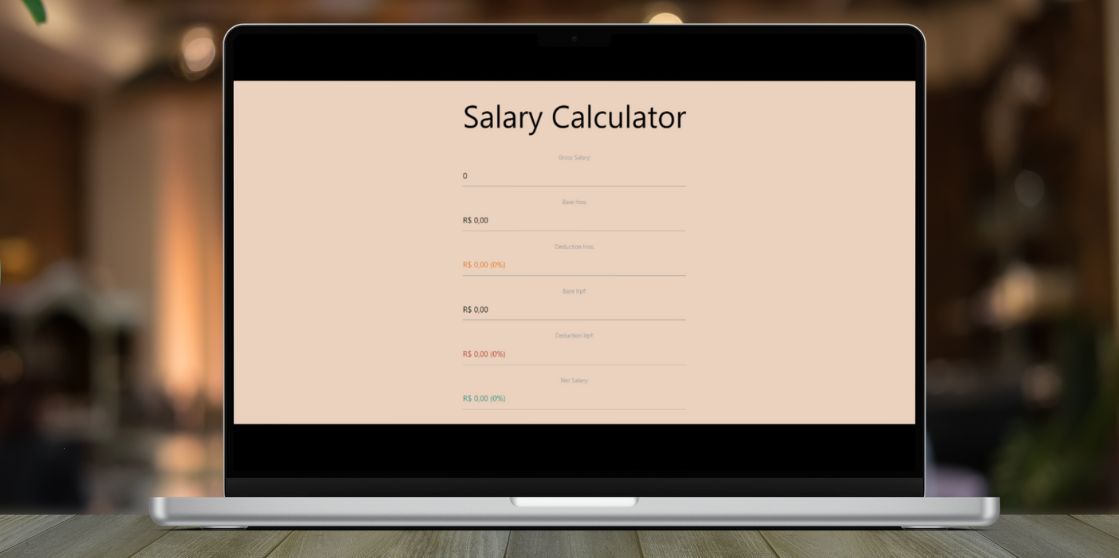 Salary Calculator
Gross Salary
0
Base Inss
R$ 0,00
Deduction Inss
R$ 0,00 (0%)
Base Irpf
R$ 0,00
Deduction Irpf
R$ 0,00 (0%)
Net Salary
R$ 0,00 (0%)